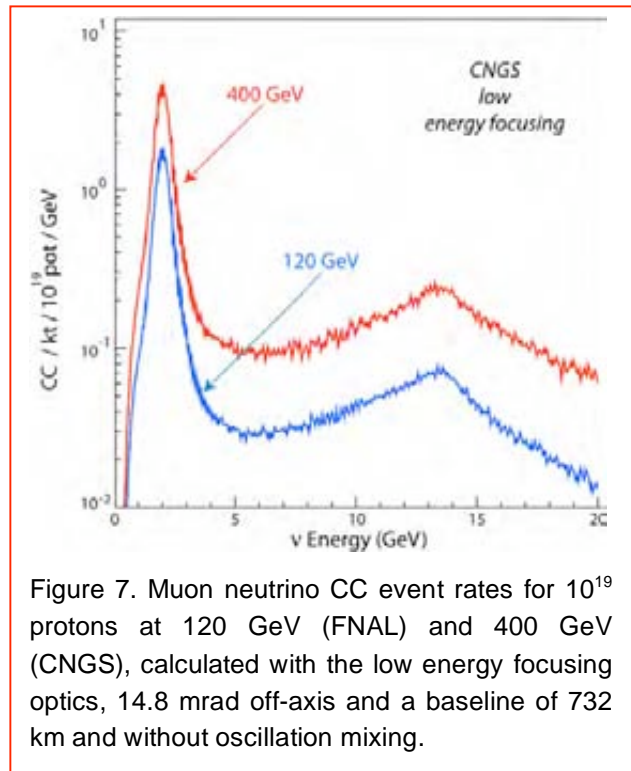 10¹
CNGS
low
energy focusing
400 GeV
10⁰
120 GeV
CC / kt / 10¹⁹ pot / GeV
10⁻¹
10⁻²
0 5 10 15 20
ν Energy (GeV)
Figure 7. Muon neutrino CC event rates for 10¹⁹
protons at 120 GeV (FNAL) and 400 GeV
(CNGS), calculated with the low energy focusing
optics, 14.8 mrad off-axis and a baseline of 732
km and without oscillation mixing.